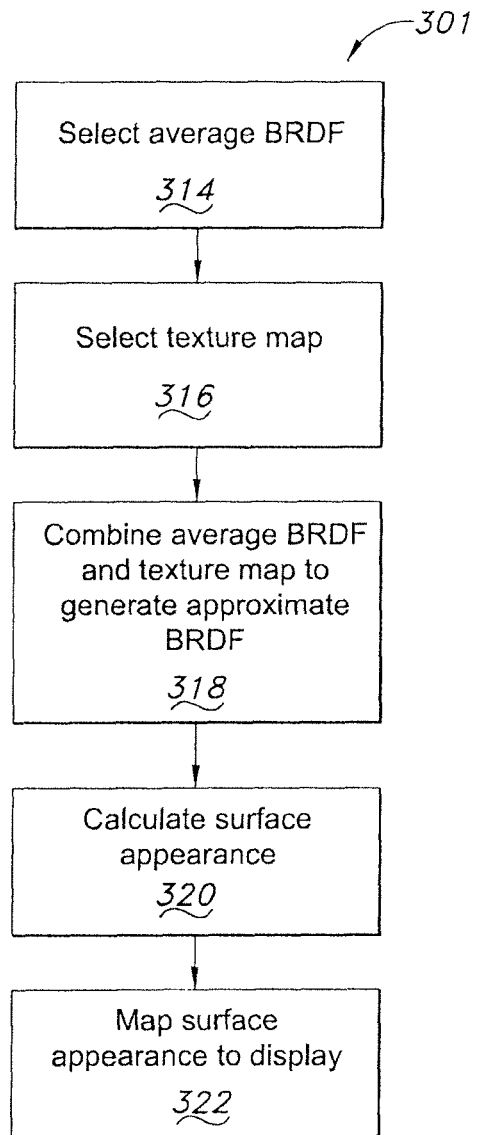 301
Select average BRDF
314
Select texture map
316
Combine average BRDF
and texture map to
generate approximate
BRDF
318
Calculate surface
appearance
320
Map surface
appearance to display
322